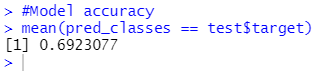 > #Model accuracy
> mean(pred_classes == test$target)
[1] 0.6923077
>